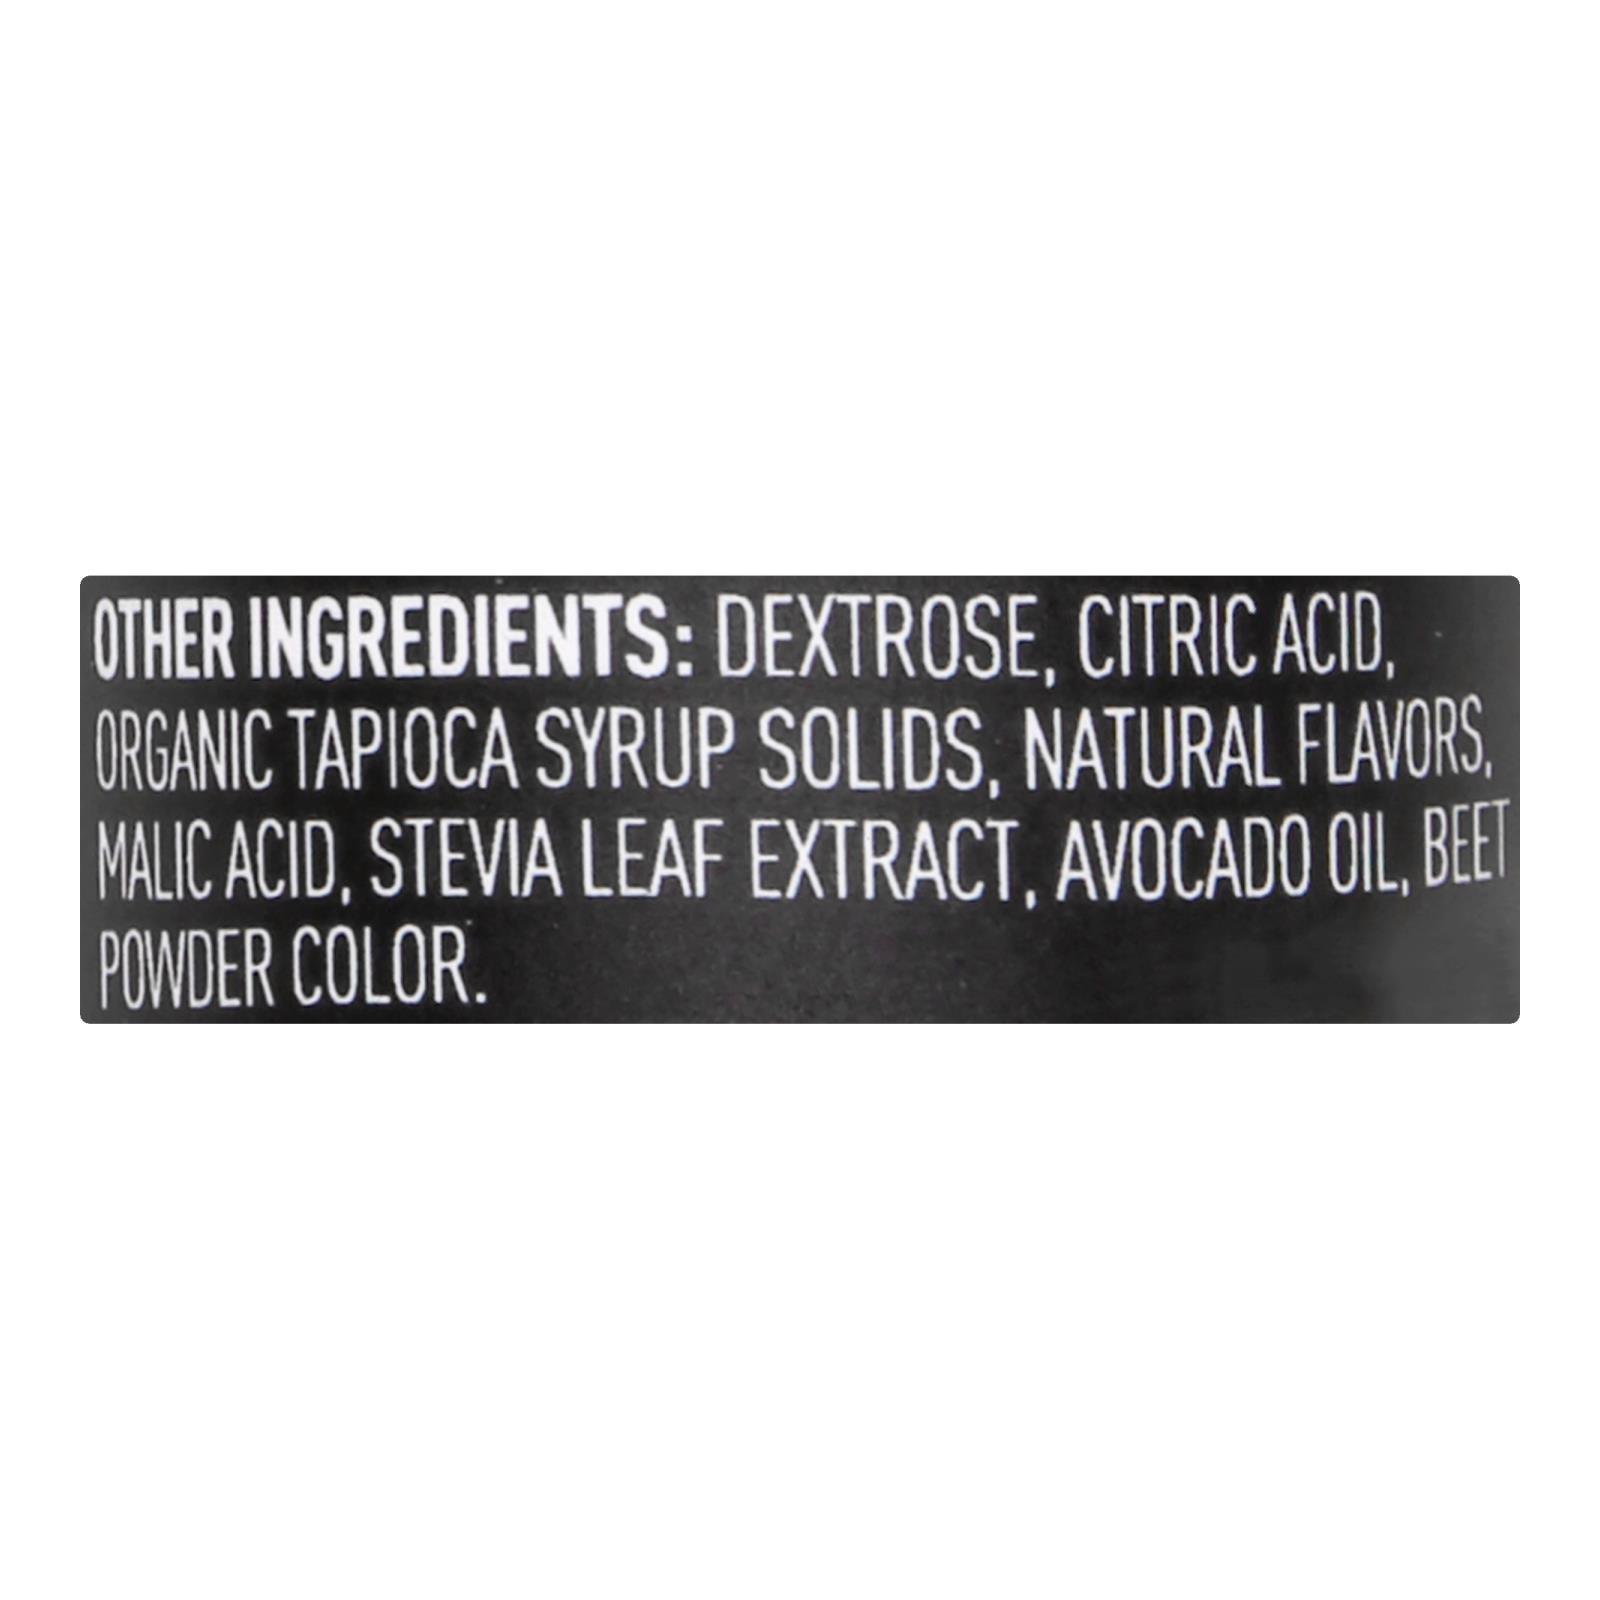 OTHER INGREDIENTS: DEXTROSE, CITRIC ACID,
ORGANIC TAPIOCA SYRUP SOLIDS, NATURAL FLAVORS,
MALIC ACID, STEVIA LEAF EXTRACT, AVOCADO OIL, BEET
POWDER COLOR.